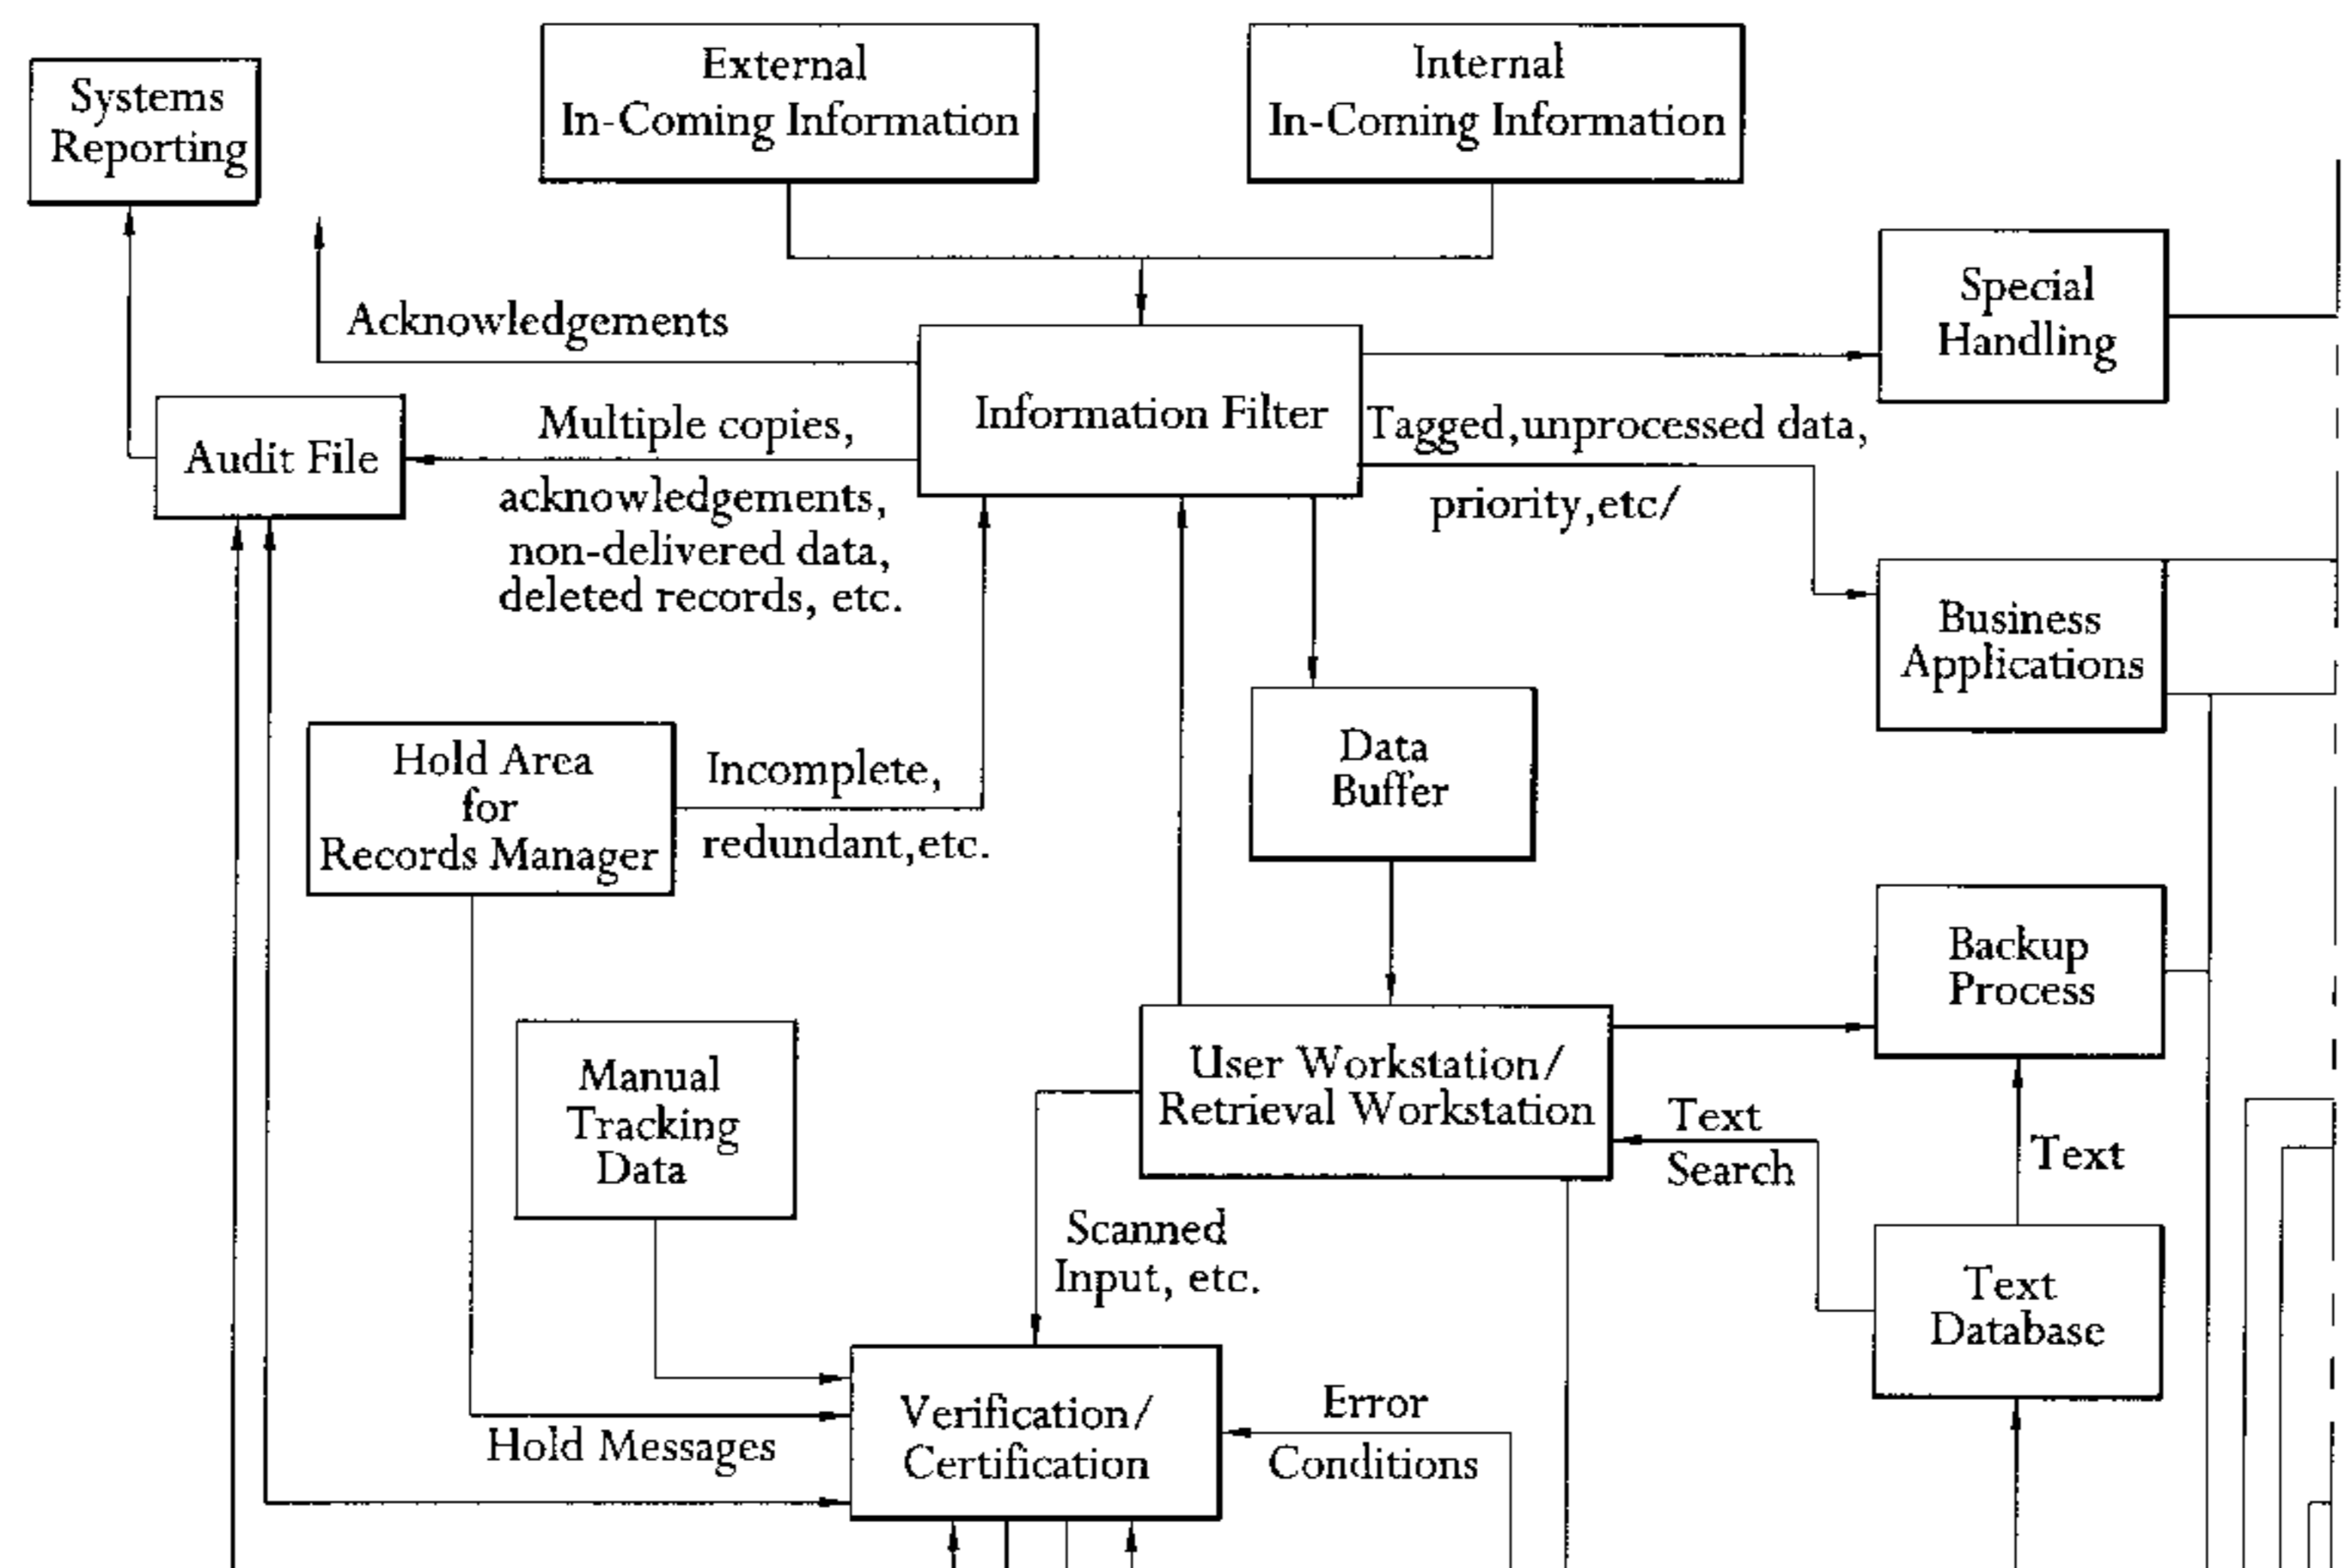 External
In-Coming Information
Internal
In-Coming Information
Systems
Reporting
Special
Handling
Acknowledgements
Information Filter
Multiple copies,
acknowledgements,
non-delivered data,
deleted records, etc.
Tagged,unprocessed data,
priority,etc/
Audit File
Business
Applications
Hold Area
for
Records Manager
Incomplete,
redundant,etc.
Data
Buffer
Backup
Process
Manual
Tracking
Data
User Workstation/
Retrieval Workstation
Text
Search
Text
Scanned
Input, etc.
Text
Database
Verification/
Certification
Error
Conditions
Hold Messages